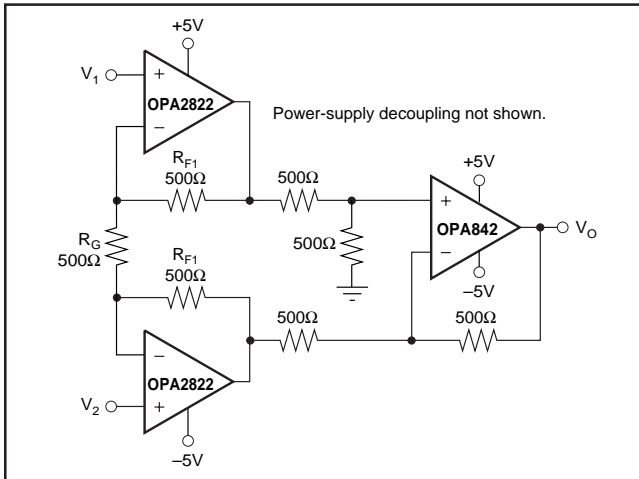 +5V
V1
+
OPA2822
−
Power-supply decoupling not shown.
RF1
500Ω
500Ω
+5V
+
OPA842
−
VO
RG
500Ω
500Ω
RF1
500Ω
−5V
500Ω
500Ω
−
OPA2822
+
V2
−5V